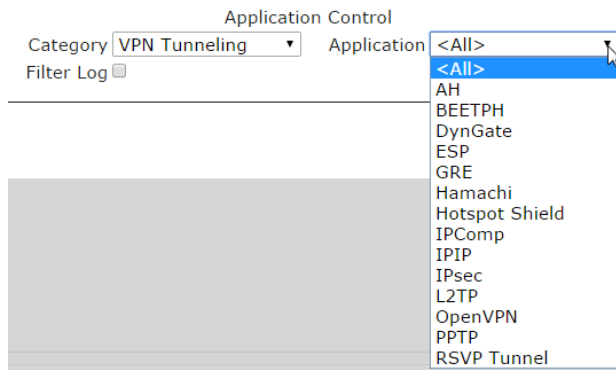 Application Control
Category VPN Tunneling Application <All>
Filter Log
<All>
AH
BEETPH
DynGate
ESP
GRE
Hamachi
Hotspot Shield
IPComp
IPIP
IPsec
L2TP
OpenVPN
PPTP
RSVP Tunnel